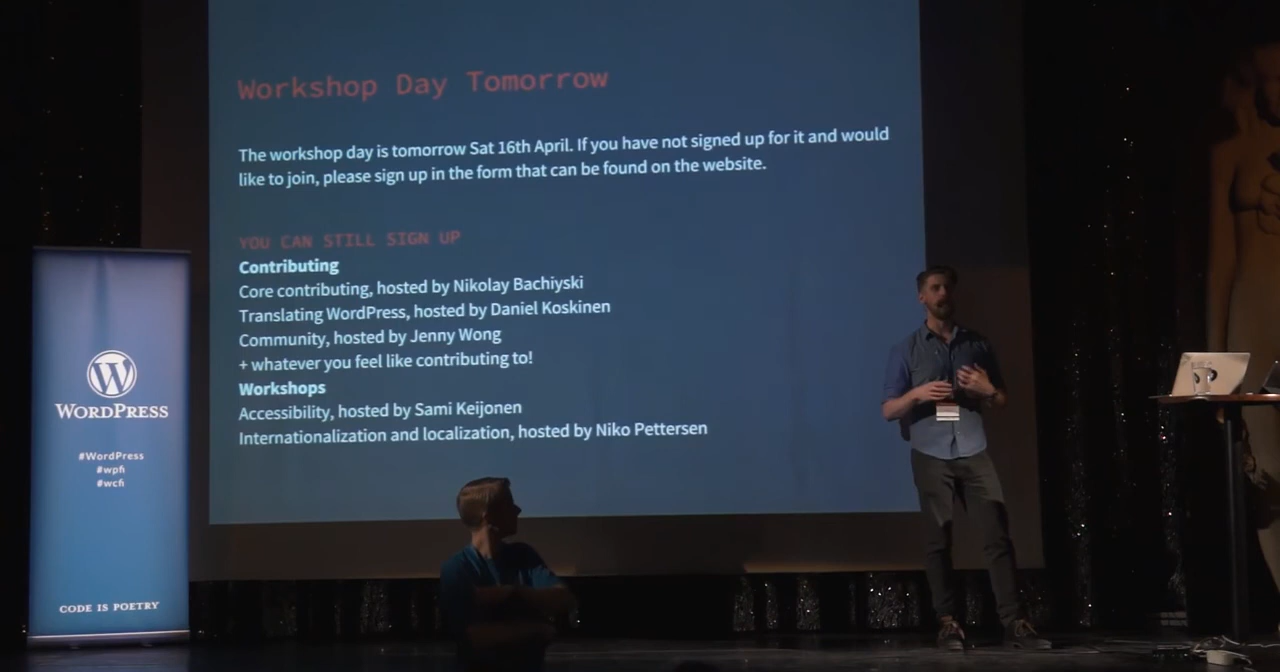 Workshop Day Tomorrow
The workshop day is tomorrow Sat 16th April. If you have not signed up for it and would
like to join, please sign up in the form that can be found on the website.
YOU CAN STILL SIGN UP
Contributing
Core contributing, hosted by Nikolay Bachiyski
Translating WordPress, hosted by Daniel Koskinen
Community, hosted by Jenny Wong
+ whatever you feel like contributing to!
Workshops
Accessibility, hosted by Sami Keijonen
Internationalization and localization, hosted by Niko Pettersen
W
WORDPRESS
#WordPress
#wpfi
#wcfi
CODE IS POETRY